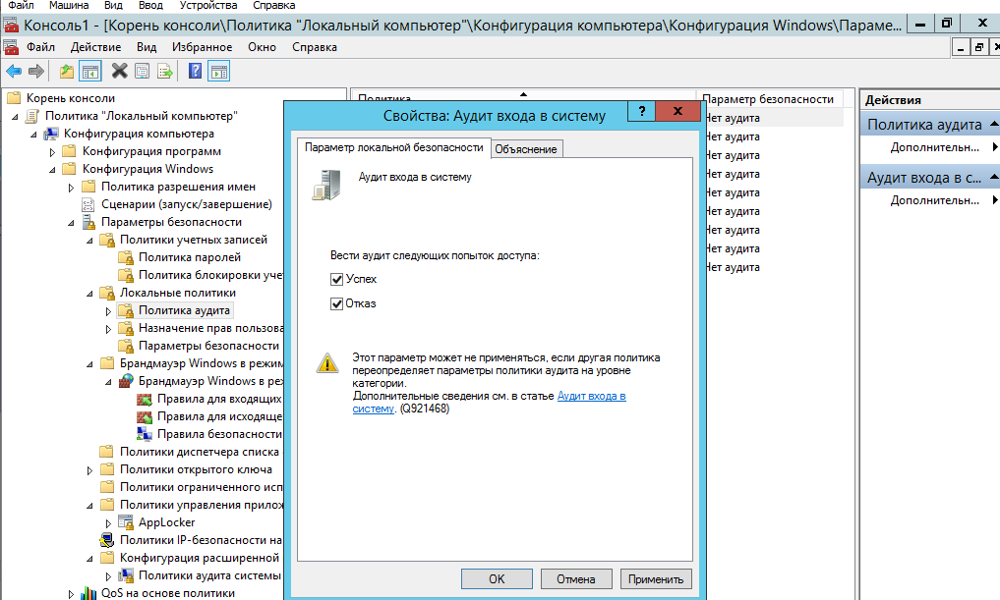 Файл Машина Вид Ввод Устройства Справка
Консоль1 - [Корень консоли\Политика "Локальный компьютер"\Конфигурация компьютера\Конфигурация Windows\Параме...
Файл Действие Вид Избранное Окно Справка
Корень консоли
Политика "Локальный компьютер"
Конфигурация компьютера
Конфигурация программ
Конфигурация Windows
Политика разрешения имен
Сценарии (запуск/завершение)
Параметры безопасности
Политики учетных записей
Политика паролей
Политика блокировки уче
Локальные политики
Политика аудита
Назначение прав пользова
Параметры безопасности
Брандмауэр Windows в режим
Брандмауэр Windows в ре
Правила для входящих
Правила для исходяще
Правила безопасности
Политики диспетчера списка
Политики открытого ключа
Политики ограниченного исп
Политики управления прилож
AppLocker
Политики IP-безопасности на
Конфигурация расширенной
Политики аудита системы
QoS на основе политики
Политика
Параметр безопасности
Нет аудита
Нет аудита
Нет аудита
Нет аудита
Нет аудита
Нет аудита
Нет аудита
Нет аудита
Нет аудита
Свойства: Аудит входа в систему
?
Параметр локальной безопасности Объяснение
Аудит входа в систему
Вести аудит следующих попыток доступа:
Успех
Отказ
Этот параметр может не применяться, если другая политика
переопределяет параметры политики аудита на уровне
категории.
Дополнительные сведения см. в статье Аудит входа в
систему. (Q921468)
OK Отмена Применить
Действия
Политика аудита
Дополнительн...
Аудит входа в с...
Дополнительн...